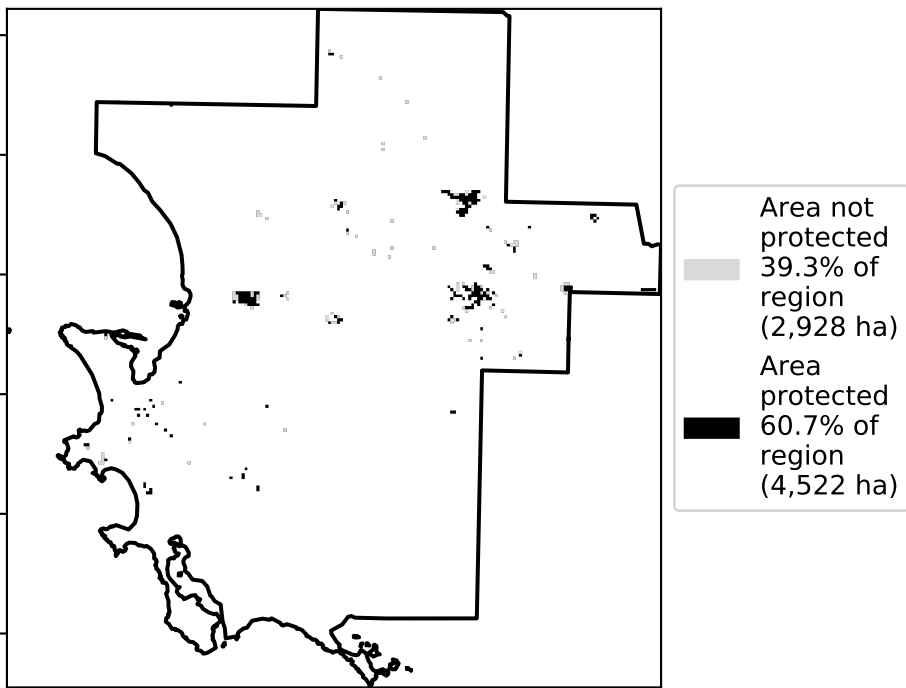 Area not
protected
39.3% of
region
(2,928 ha)
Area
protected
60.7% of
region
(4,522 ha)